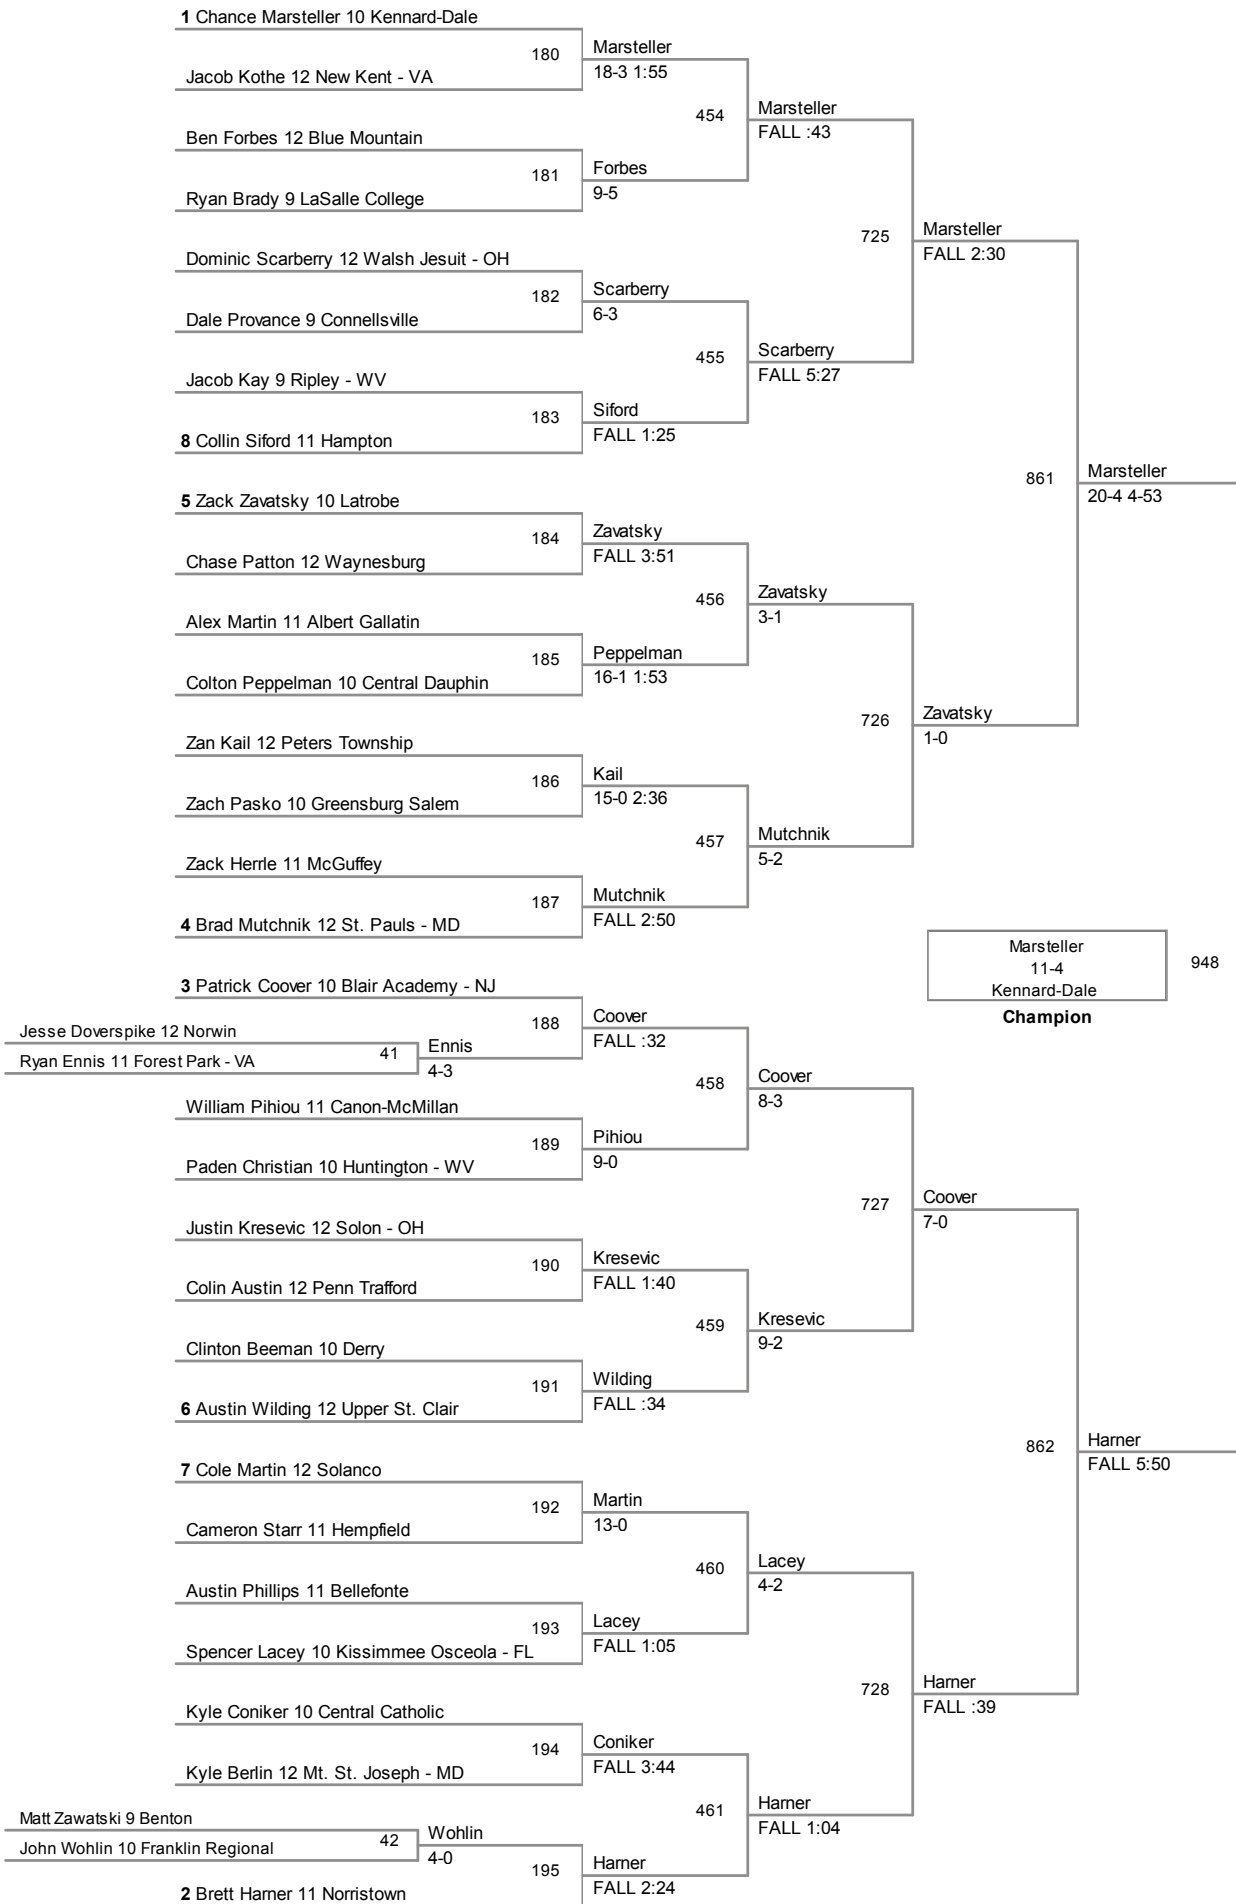 1 Chance Marsteller 10 Kennard-Dale
180
Marsteller
18-3 1:55
Jacob Kothe 12 New Kent - VA
454
Marsteller
FALL :43
Ben Forbes 12 Blue Mountain
181
Forbes
9-5
Ryan Brady 9 LaSalle College
725
Marsteller
FALL 2:30
Dominic Scarberry 12 Walsh Jesuit - OH
182
Scarberry
6-3
Dale Provance 9 Connellsville
455
Scarberry
FALL 5:27
Jacob Kay 9 Ripley - WV
183
Siford
FALL 1:25
8 Collin Siford 11 Hampton
861
Marsteller
20-4 4-53
5 Zack Zavatsky 10 Latrobe
184
Zavatsky
FALL 3:51
Chase Patton 12 Waynesburg
456
Zavatsky
3-1
Alex Martin 11 Albert Gallatin
185
Peppelman
16-1 1:53
Colton Peppelman 10 Central Dauphin
726
Zavatsky
1-0
Zan Kail 12 Peters Township
186
Kail
15-0 2:36
Zach Pasko 10 Greensburg Salem
457
Mutchnik
5-2
Zack Herrle 11 McGuffey
187
Mutchnik
FALL 2:50
4 Brad Mutchnik 12 St. Pauls - MD
Marsteller
11-4
Kennard-Dale
948
Champion
3 Patrick Coover 10 Blair Academy - NJ
188
Coover
FALL :32
Jesse Doverspike 12 Norwin
41
Ennis
4-3
Ryan Ennis 11 Forest Park - VA
458
Coover
8-3
William Pihiou 11 Canon-McMillan
189
Pihiou
9-0
Paden Christian 10 Huntington - WV
727
Coover
7-0
Justin Kresevic 12 Solon - OH
190
Kresevic
FALL 1:40
Colin Austin 12 Penn Trafford
459
Kresevic
9-2
Clinton Beeman 10 Derry
191
Wilding
FALL :34
6 Austin Wilding 12 Upper St. Clair
862
Harner
FALL 5:50
7 Cole Martin 12 Solanco
192
Martin
13-0
Cameron Starr 11 Hempfield
460
Lacey
4-2
Austin Phillips 11 Bellefonte
193
Lacey
FALL 1:05
Spencer Lacey 10 Kissimmee Osceola - FL
728
Harner
FALL :39
Kyle Coniker 10 Central Catholic
194
Coniker
FALL 3:44
Kyle Berlin 12 Mt. St. Joseph - MD
461
Harner
FALL 1:04
Matt Zawatski 9 Benton
42
Wohlin
4-0
John Wohlin 10 Franklin Regional
195
Harner
FALL 2:24
2 Brett Harner 11 Norristown